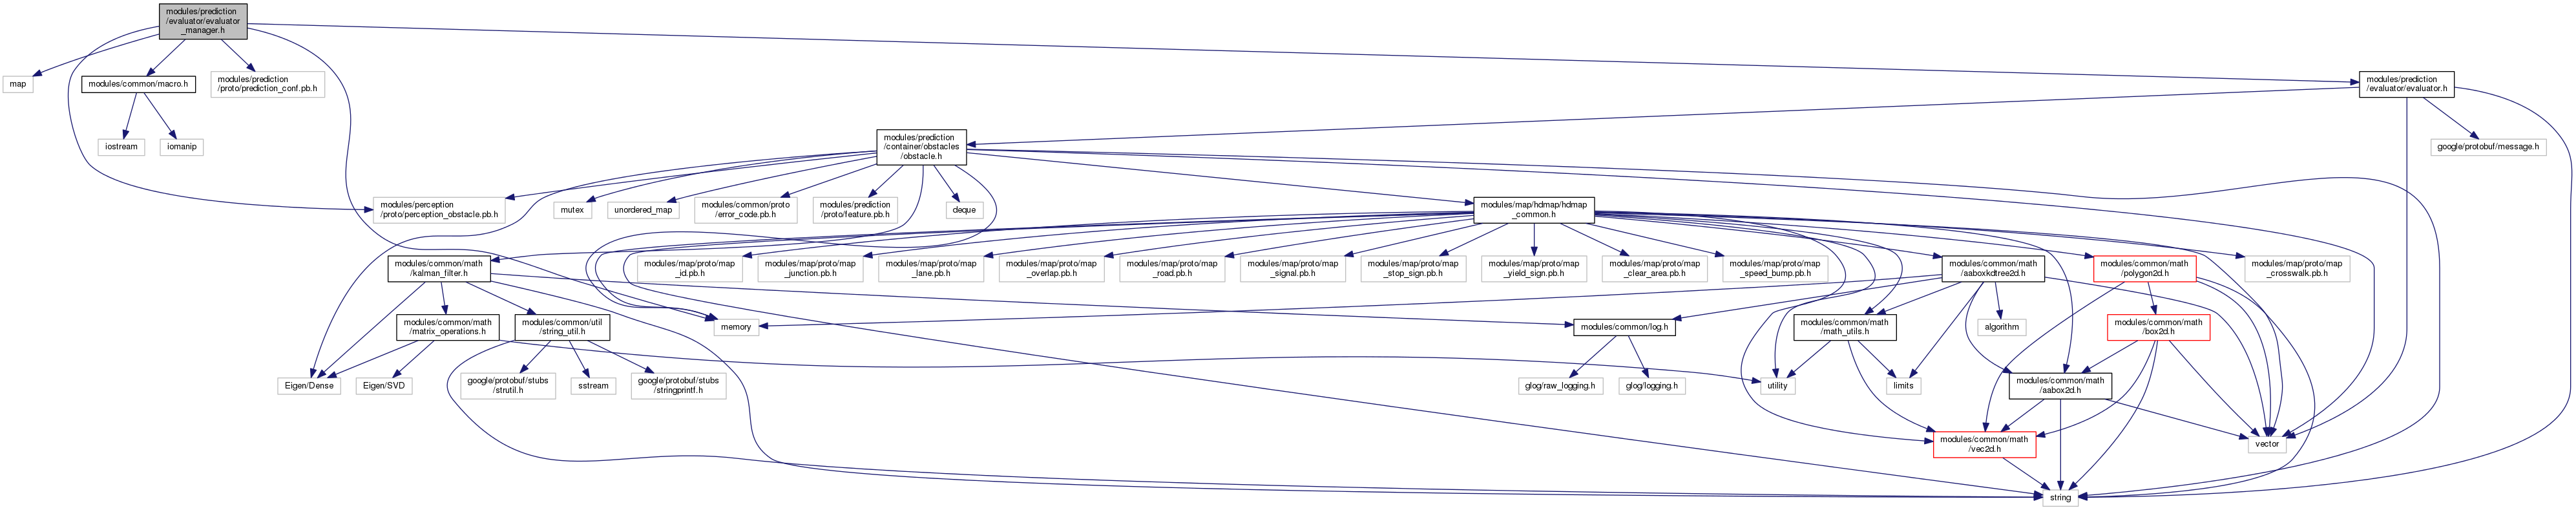 modules/prediction
/evaluator/evaluator
_manager.h
map
modules/common/macro.h
modules/prediction
/proto/prediction_conf.pb.h
modules/prediction
/evaluator/evaluator.h
iostream
iomanip
modules/prediction
/container/obstacles
/obstacle.h
google/protobuf/message.h
modules/perception
/proto/perception_obstacle.pb.h
mutex
unordered_map
modules/common/proto
/error_code.pb.h
modules/prediction
/proto/feature.pb.h
deque
modules/map/hdmap/hdmap
_common.h
modules/common/math
/kalman_filter.h
modules/map/proto/map
_id.pb.h
modules/map/proto/map
_junction.pb.h
modules/map/proto/map
_lane.pb.h
modules/map/proto/map
_overlap.pb.h
modules/map/proto/map
_road.pb.h
modules/map/proto/map
_signal.pb.h
modules/map/proto/map
_stop_sign.pb.h
modules/map/proto/map
_yield_sign.pb.h
modules/map/proto/map
_clear_area.pb.h
modules/map/proto/map
_speed_bump.pb.h
modules/common/math
/aaboxkdtree2d.h
modules/common/math
/polygon2d.h
modules/map/proto/map
_crosswalk.pb.h
modules/common/math
/matrix_operations.h
modules/common/util
/string_util.h
memory
modules/common/log.h
modules/common/math
/math_utils.h
algorithm
modules/common/math
/box2d.h
Eigen/Dense
Eigen/SVD
google/protobuf/stubs
/strutil.h
sstream
google/protobuf/stubs
/stringprintf.h
glog/raw_logging.h
glog/logging.h
utility
limits
modules/common/math
/aabox2d.h
modules/common/math
/vec2d.h
vector
string